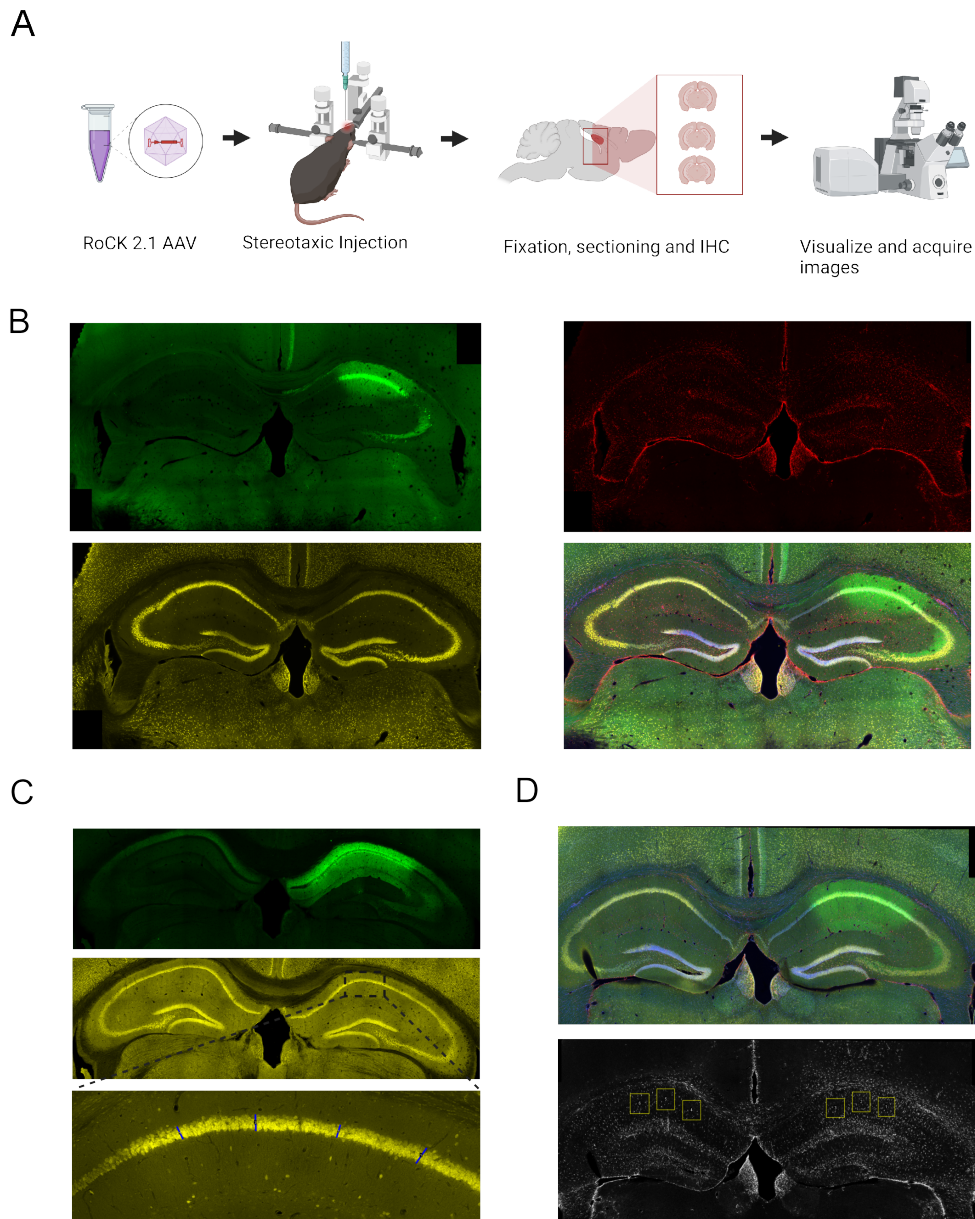 A
RoCK 2.1 AAV
Stereotaxic Injection
Fixation, sectioning and IHC
Visualize and acquire
images
B
C
D